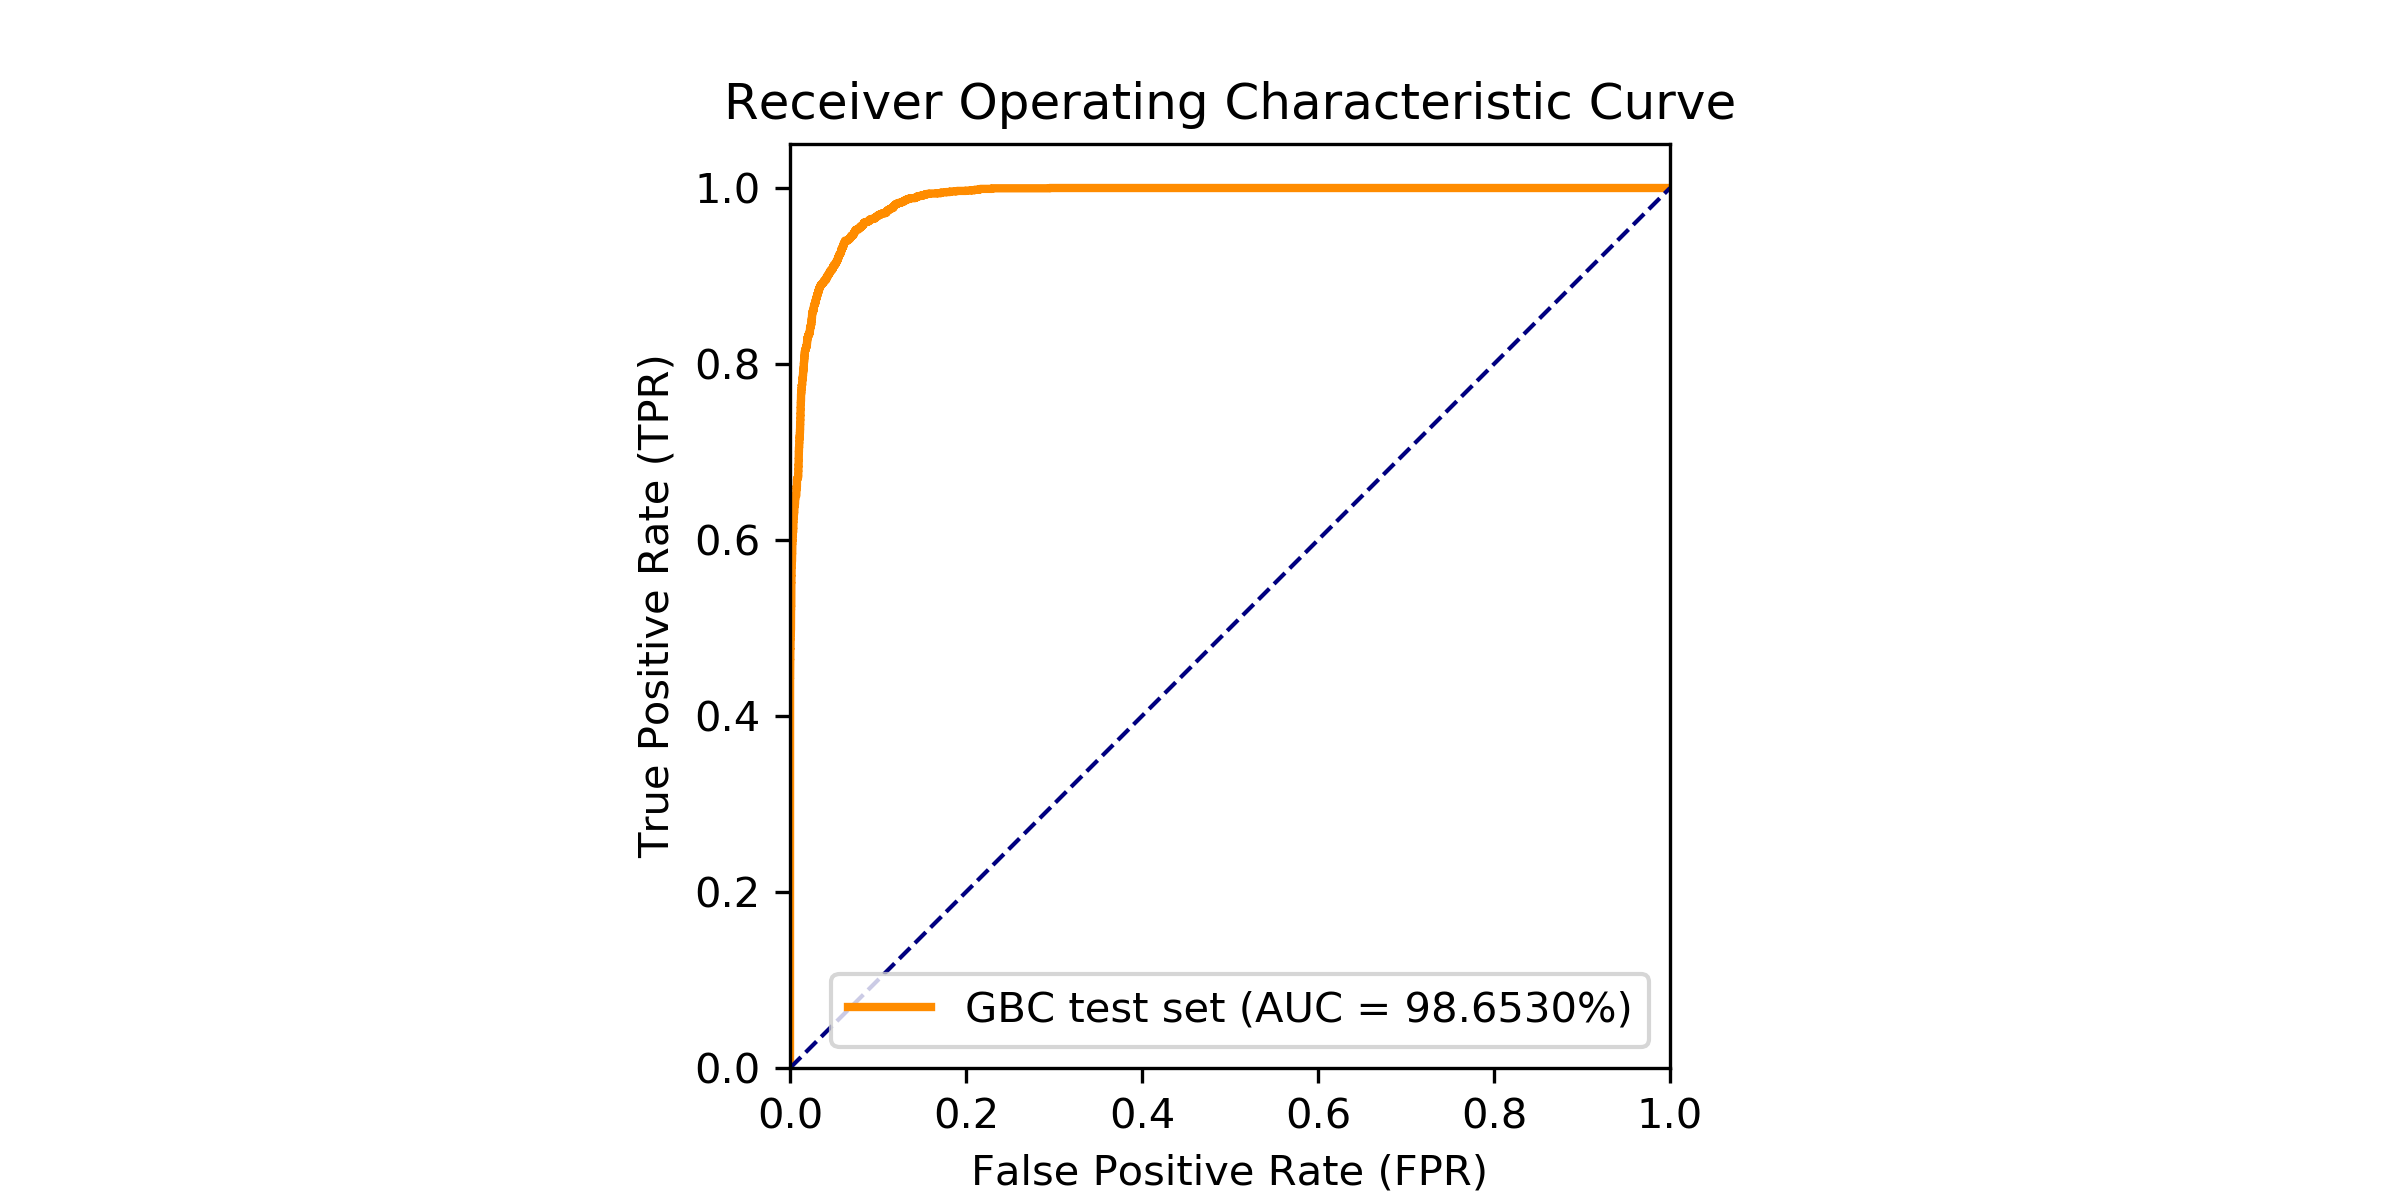 Receiver Operating Characteristic Curve
True Positive Rate (TPR)
1.0
0.8
0.6
0.4
0.2
0.0
GBC test set (AUC = 98.6530%)
0.0 0.2 0.4 0.6 0.8 1.0
False Positive Rate (FPR)